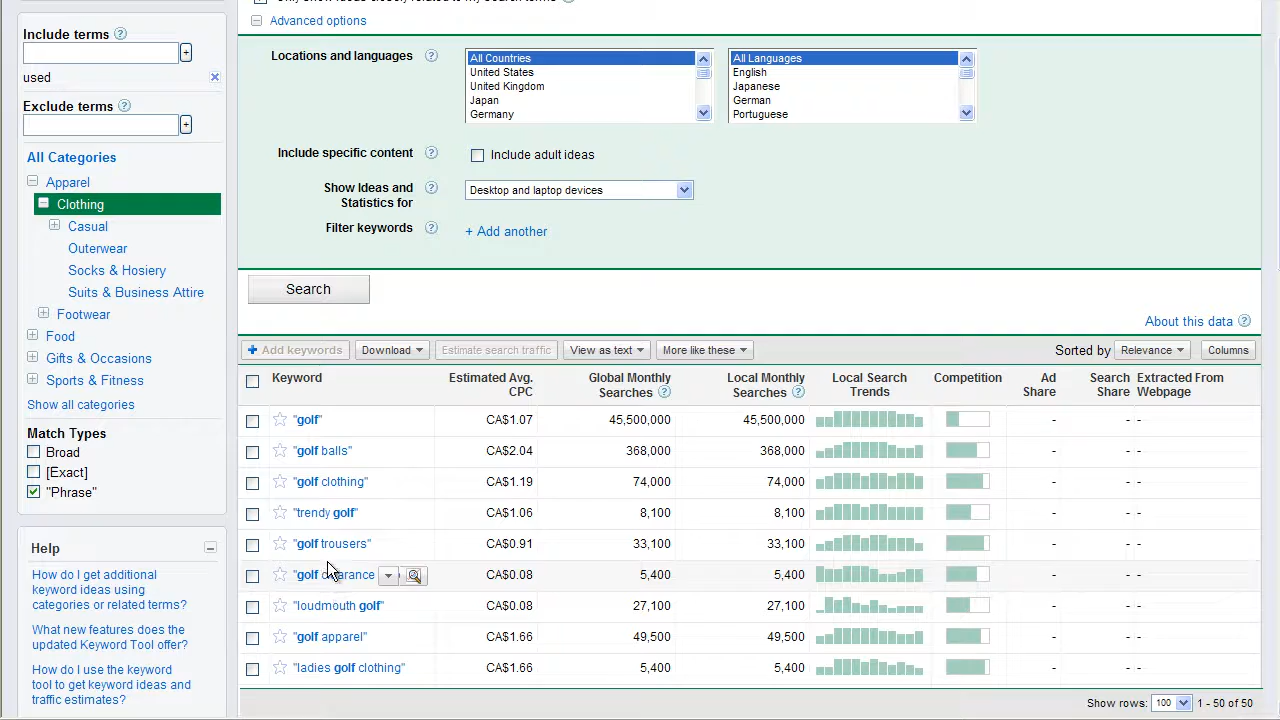 Advanced options
Include terms
used
Exclude terms
All Categories
Apparel
Clothing
Casual
Outerwear
Socks & Hosiery
Suits & Business Attire
Footwear
Food
Gifts & Occasions
Sports & Fitness
Show all categories
Match Types
Broad
[Exact]
"Phrase"
Help
How do I get additional
keyword ideas using
categories or related terms?
What new features does the
updated Keyword Tool offer?
How do I use the keyword
tool to get keyword ideas and
traffic estimates?
Locations and languages
All Countries
United States
United Kingdom
Japan
Germany
All Languages
English
Japanese
German
Portuguese
Include specific content
Include adult ideas
Show Ideas and
Statistics for
Desktop and laptop devices
Filter keywords
+ Add another
Search
About this data
Add keywords Download Estimate search traffic View as text More like these Sorted by Relevance Columns
Keyword Estimated Avg. CPC Global Monthly Searches Local Monthly Searches Local Search Trends Competition Ad Share Search Share Extracted From Webpage
"golf" CA$1.07 45,500,000 45,500,000 - - -
"golf balls" CA$2.04 368,000 368,000 - - -
"golf clothing" CA$1.19 74,000 74,000 - - -
"trendy golf" CA$1.06 8,100 8,100 - - -
"golf trousers" CA$0.91 33,100 33,100 - - -
"golf clearance CA$0.08 5,400 5,400 - - -
"loudmouth golf" CA$0.08 27,100 27,100 - - -
"golf apparel" CA$1.66 49,500 49,500 - - -
"ladies golf clothing" CA$1.66 5,400 5,400 - - -
Show rows: 100 1 - 50 of 50